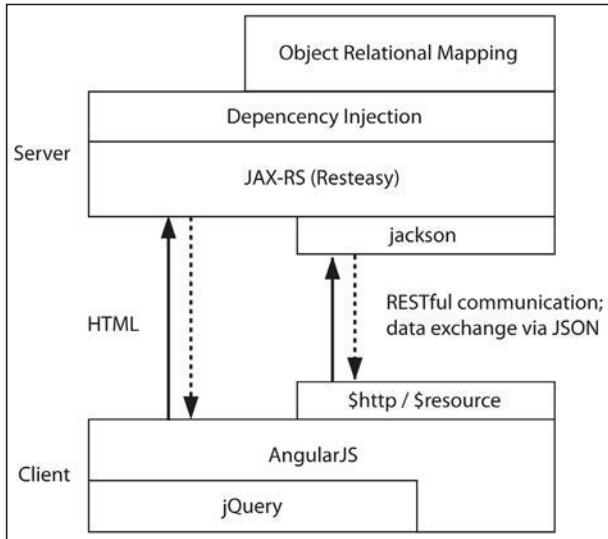 Object Relational Mapping
Depencency Injection
Server
JAX-RS (Resteasy)
jackson
HTML
RESTful communication;
data exchange via JSON
$http / $resource
AngularJS
Client
jQuery